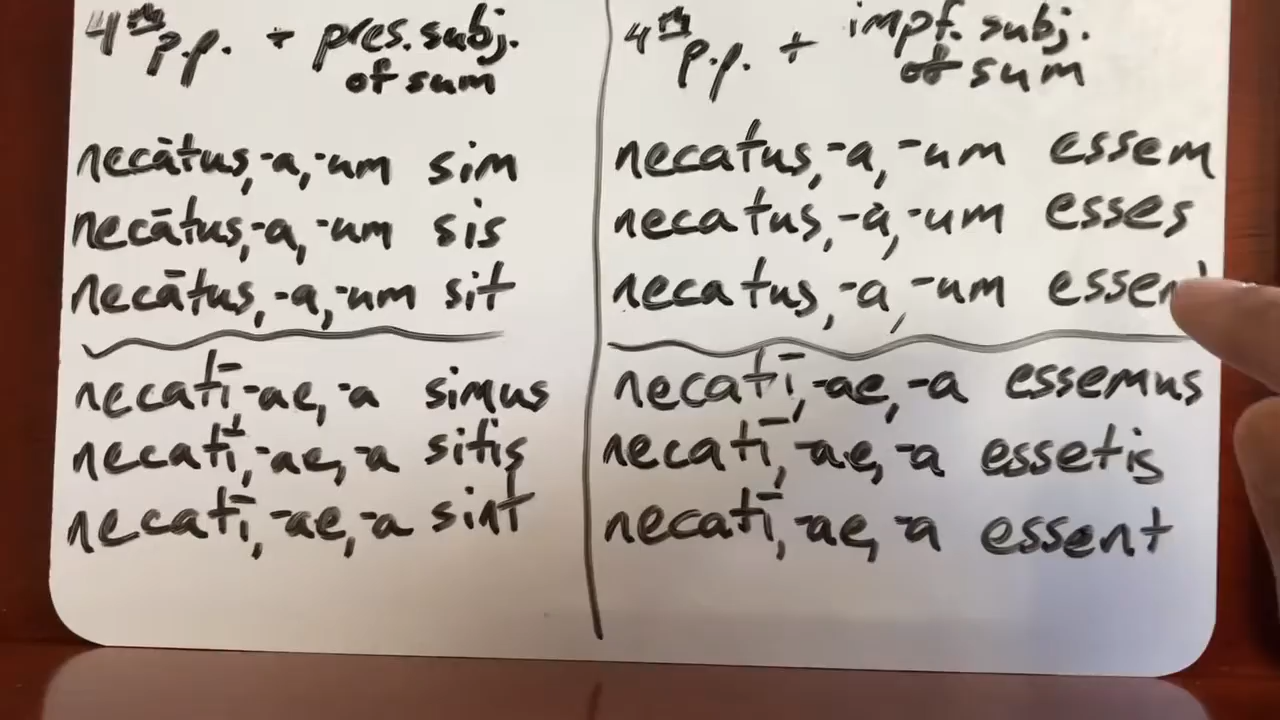 4th p.p. + pres. subj.
of sum
necātus, -a, -um sim
necātus, -a, -um sis
necātus, -a, -um sit
necatī -ae, -a simus
necatī, -ae, -a sitis
necatī, -ae, -a sint
4th p.p. + impf. subj.
of sum
necatus, -a, -um essem
necatus, -a, -um esses
necatus, -a, -um
necatī, -ae, -a essemus
necatī, -ae, -a essetis
necatī, -ae, -a essent